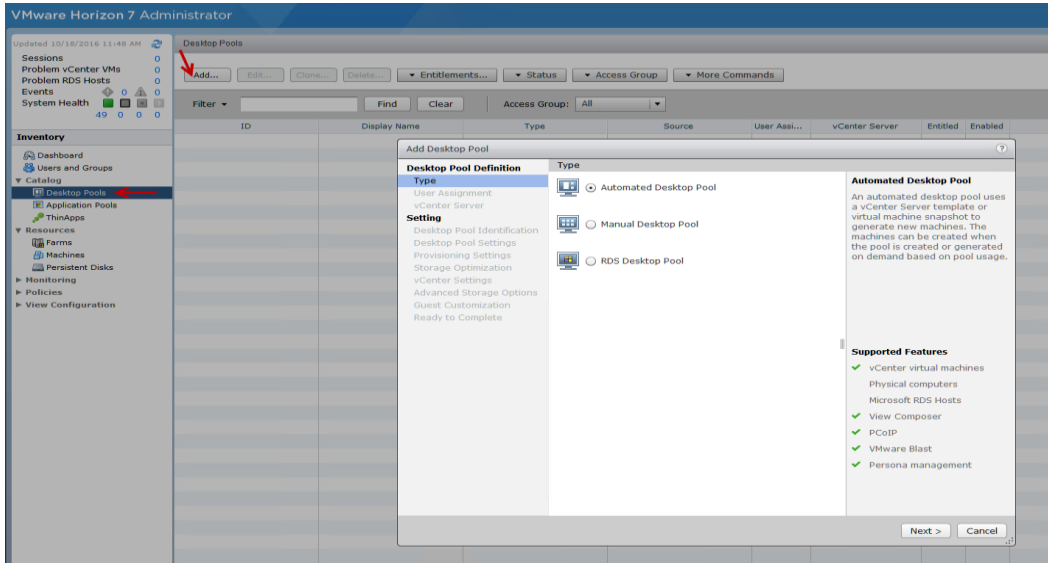 VMware Horizon 7 Administrator
Updated 10/18/2016 11:48 AM
Sessions 0
Problem vCenter VMs 0
Problem RDS Hosts 0
Events 0 0
System Health
49 0 0 0
Inventory
Dashboard
Users and Groups
Catalog
Desktop Pools
Application Pools
ThinApps
Resources
Farms
Machines
Persistent Disks
Monitoring
Policies
View Configuration
Desktop Pools
Add... Edit... Clone... Delete... Entitlements... Status Access Group More Commands
Filter Find Clear Access Group: All
ID Display Name Type Source User Assi... vCenter Server Entitled Enabled
Add Desktop Pool ?
Desktop Pool Definition
Type
User Assignment
vCenter Server
Setting
Desktop Pool Identification
Desktop Pool Settings
Provisioning Settings
Storage Optimization
vCenter Settings
Advanced Storage Options
Guest Customization
Ready to Complete
Type
Automated Desktop Pool
Manual Desktop Pool
RDS Desktop Pool
Automated Desktop Pool
An automated desktop pool uses
a vCenter Server template or
virtual machine snapshot to
generate new machines. The
machines can be created when
the pool is created or generated
on demand based on pool usage.
Supported Features
vCenter virtual machines
Physical computers
Microsoft RDS Hosts
View Composer
PCoIP
VMware Blast
Persona management
Next > Cancel